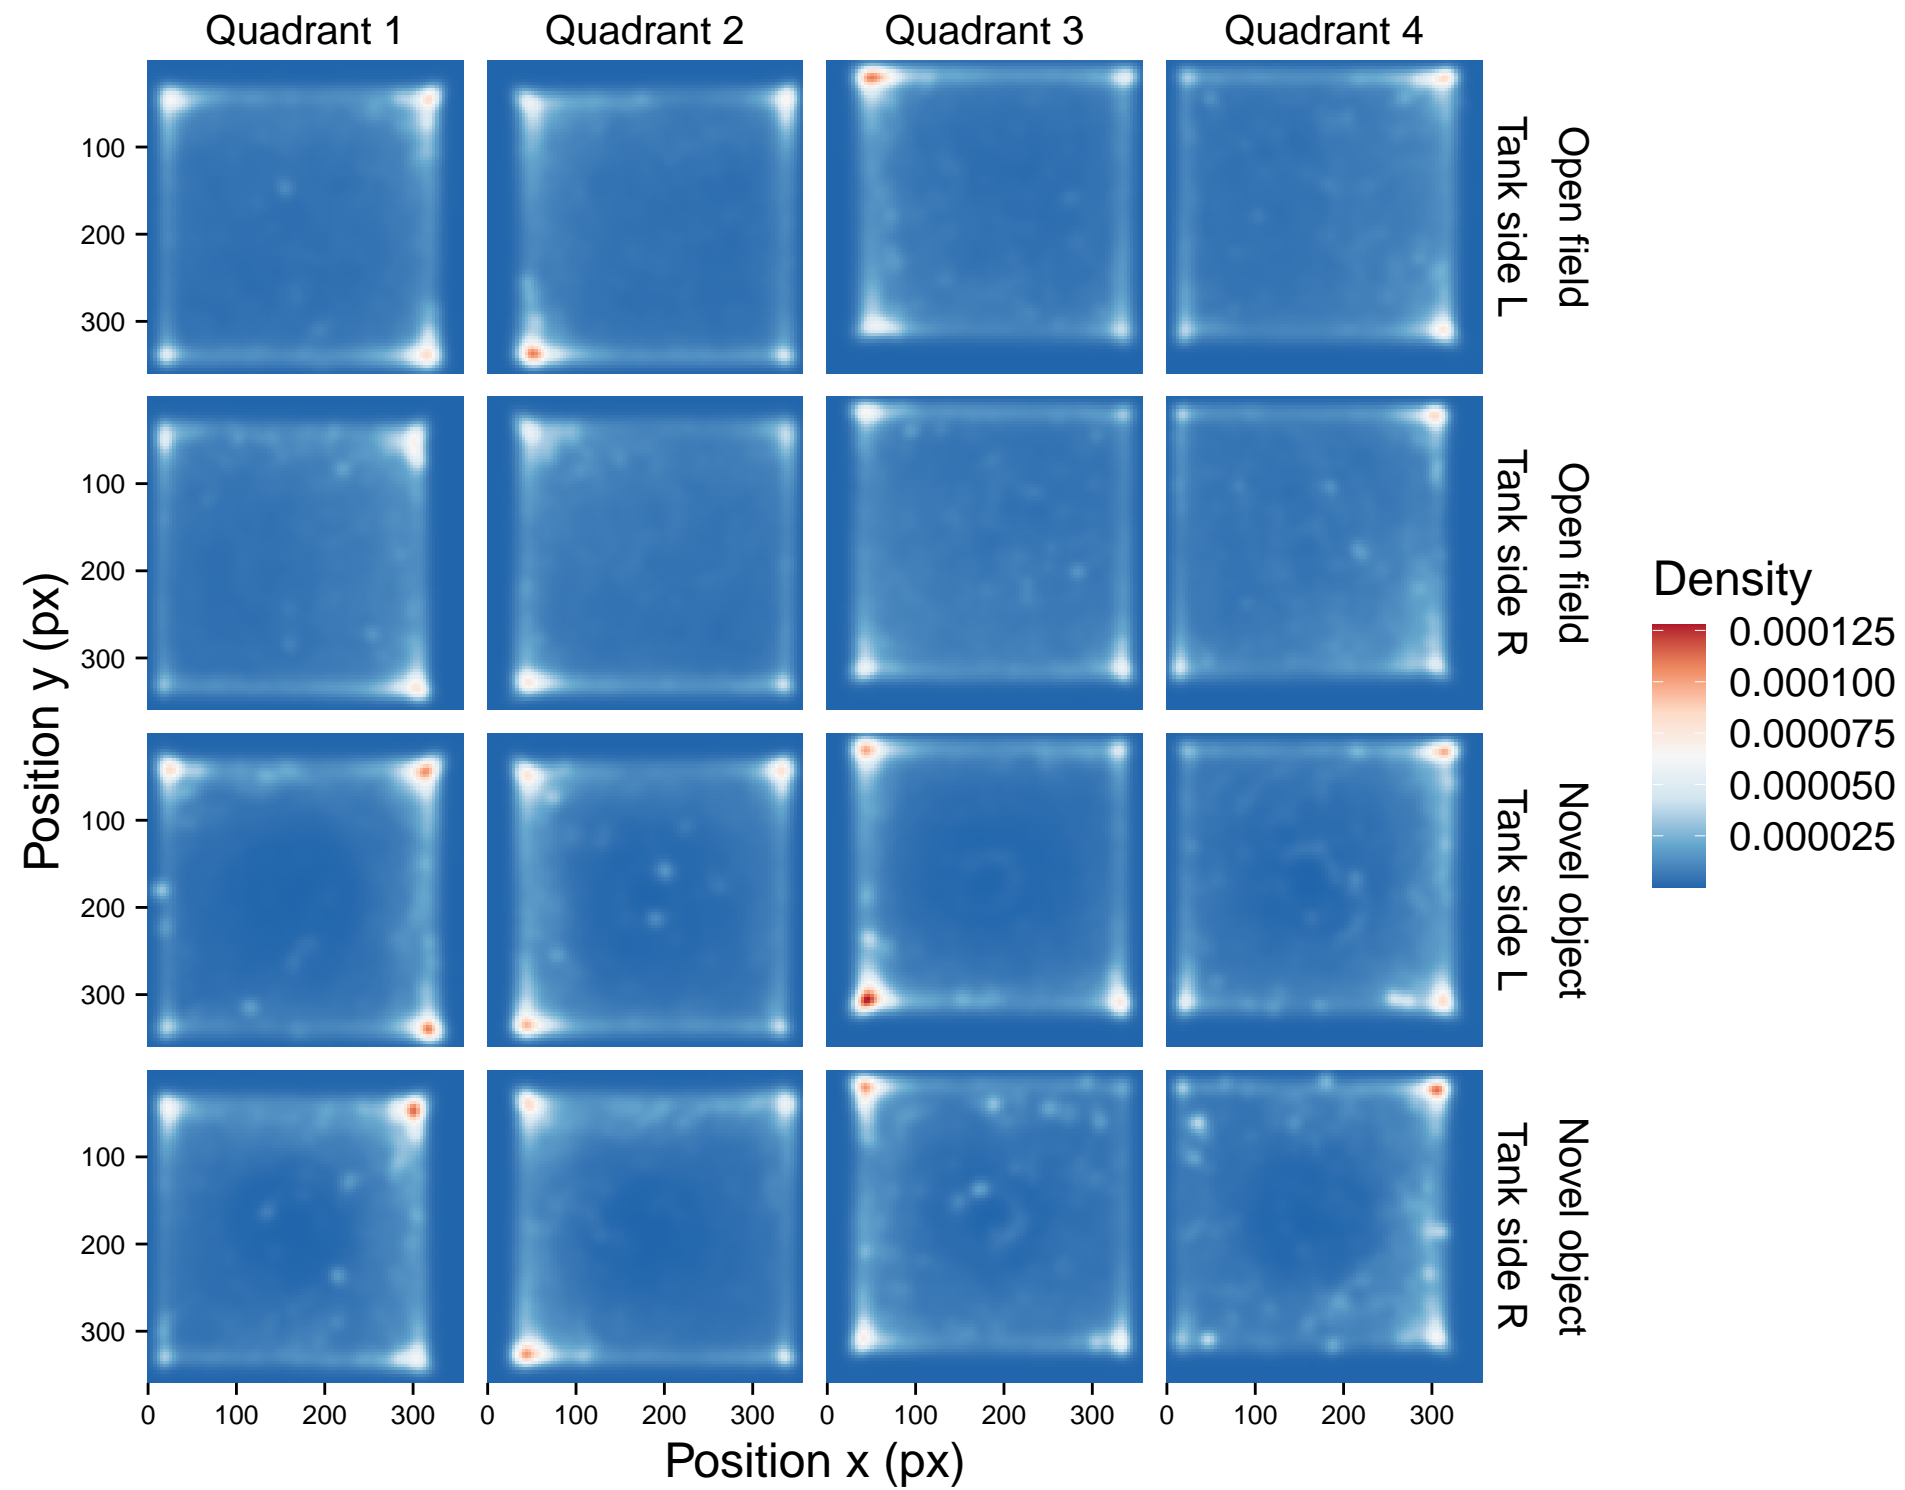 Quadrant 1
Quadrant 2
Quadrant 3
Quadrant 4
100
200
300
Open field
Tank side L
100
200
300
Open field
Tank side R
100
200
300
Novel object
Tank side L
100
200
300
Novel object
Tank side R
0 100 200 300
0 100 200 300
0 100 200 300
0 100 200 300
Position x (px)
Position y (px)
Density
0.000125
0.000100
0.000075
0.000050
0.000025